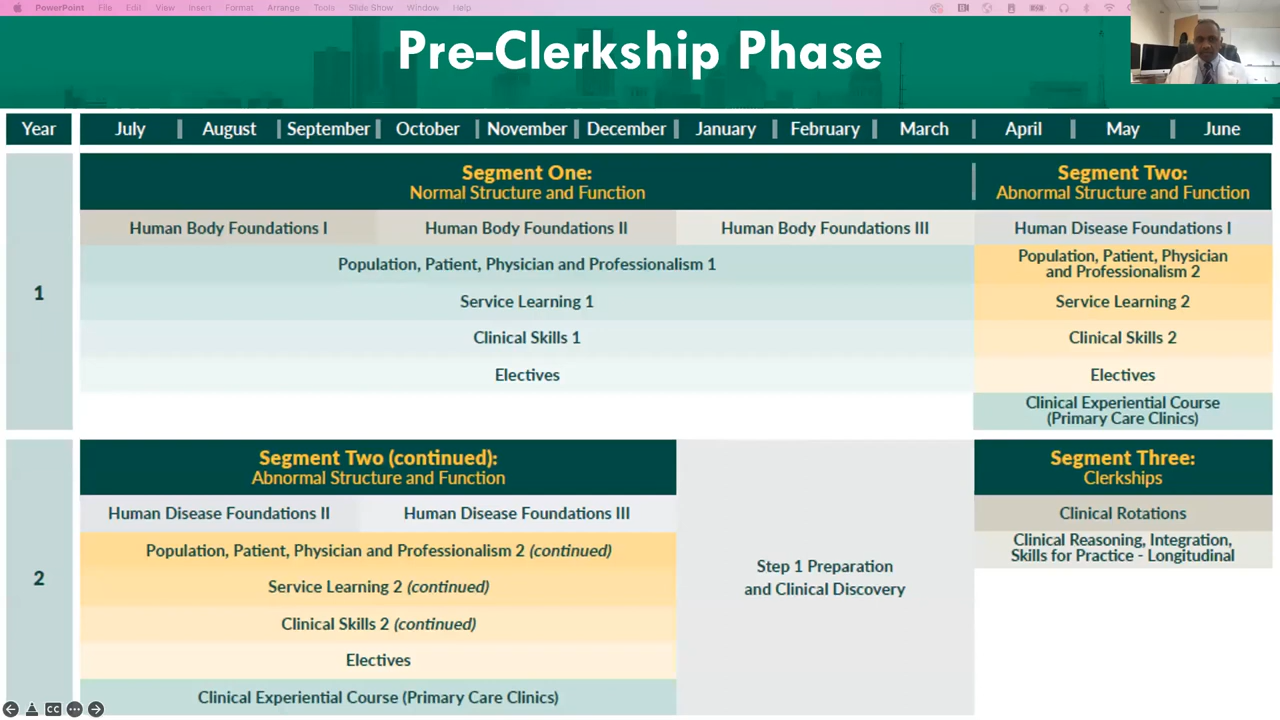 PowerPoint File Edit View Insert Format Arrange Tools Slide Show Window Help
Pre-Clerkship Phase
Year July August September October November December January February March April May June
1
Segment One:
Normal Structure and Function
Segment Two:
Abnormal Structure and Function
Human Body Foundations I
Human Body Foundations II
Human Body Foundations III
Human Disease Foundations I
Population, Patient, Physician and Professionalism 1
Population, Patient, Physician
and Professionalism 2
Service Learning 1
Service Learning 2
Clinical Skills 1
Clinical Skills 2
Electives
Electives
Clinical Experiential Course
(Primary Care Clinics)
2
Segment Two (continued):
Abnormal Structure and Function
Segment Three:
Clerkships
Human Disease Foundations II
Human Disease Foundations III
Clinical Rotations
Population, Patient, Physician and Professionalism 2 (continued)
Clinical Reasoning, Integration,
Skills for Practice - Longitudinal
Step 1 Preparation
and Clinical Discovery
Service Learning 2 (continued)
Clinical Skills 2 (continued)
Electives
Clinical Experiential Course (Primary Care Clinics)
CC